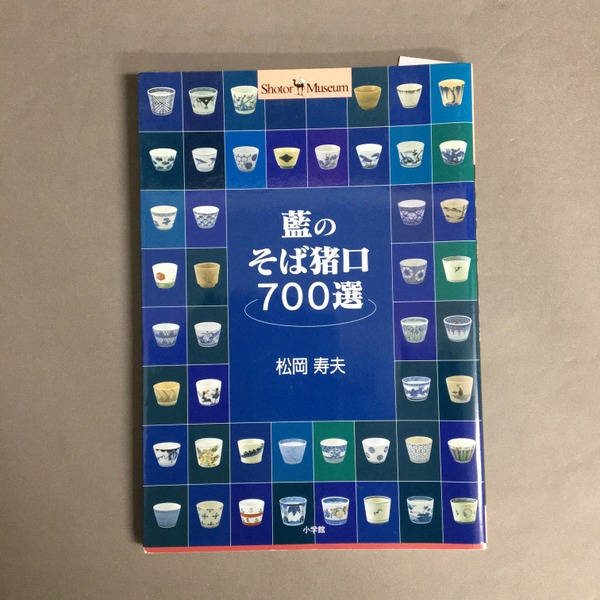 Shotor Museum
藍の
そば猪口
700選
松岡 寿夫
小学館